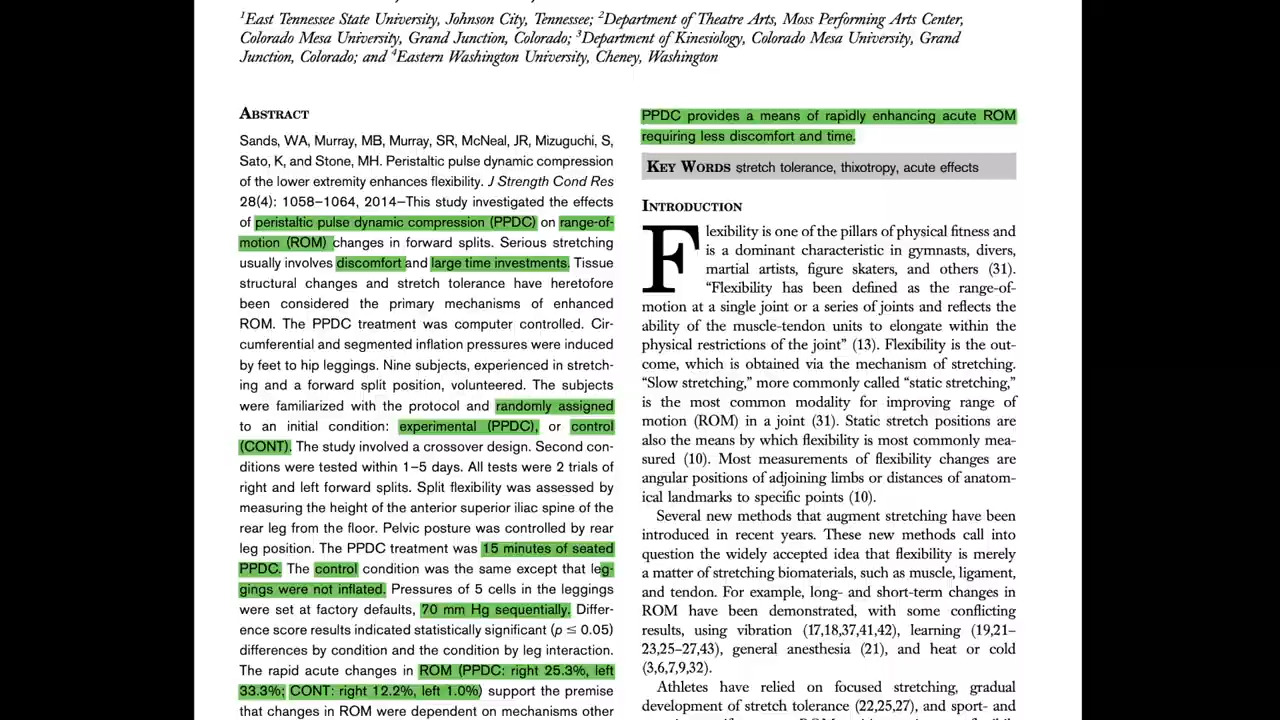 ¹East Tennessee State University, Johnson City, Tennessee; ²Department of Theatre Arts, Moss Performing Arts Center,
Colorado Mesa University, Grand Junction, Colorado; ³Department of Kinesiology, Colorado Mesa University, Grand
Junction, Colorado; and ⁴Eastern Washington University, Cheney, Washington
ABSTRACT
Sands, WA, Murray, MB, Murray, SR, McNeal, JR, Mizuguchi, S,
Sato, K, and Stone, MH. Peristaltic pulse dynamic compression
of the lower extremity enhances flexibility. J Strength Cond Res
28(4): 1058–1064, 2014—This study investigated the effects
of peristaltic pulse dynamic compression (PPDC) on range-of-
motion (ROM) changes in forward splits. Serious stretching
usually involves discomfort and large time investments. Tissue
structural changes and stretch tolerance have heretofore
been considered the primary mechanisms of enhanced
ROM. The PPDC treatment was computer controlled. Cir-
cumferential and segmented inflation pressures were induced
by feet to hip leggings. Nine subjects, experienced in stretch-
ing and a forward split position, volunteered. The subjects
were familiarized with the protocol and randomly assigned
to an initial condition: experimental (PPDC), or control
(CONT). The study involved a crossover design. Second con-
ditions were tested within 1–5 days. All tests were 2 trials of
right and left forward splits. Split flexibility was assessed by
measuring the height of the anterior superior iliac spine of the
rear leg from the floor. Pelvic posture was controlled by rear
leg position. The PPDC treatment was 15 minutes of seated
PPDC. The control condition was the same except that leg-
gings were not inflated. Pressures of 5 cells in the leggings
were set at factory defaults, 70 mm Hg sequentially. Differ-
ence score results indicated statistically significant (p ≤ 0.05)
differences by condition and the condition by leg interaction.
The rapid acute changes in ROM (PPDC: right 25.3%, left
33.3%; CONT: right 12.2%, left 1.0%) support the premise
that changes in ROM were dependent on mechanisms other
PPDC provides a means of rapidly enhancing acute ROM
requiring less discomfort and time.
KEY WORDS stretch tolerance, thixotropy, acute effects
INTRODUCTION
Flexibility is one of the pillars of physical fitness and
is a dominant characteristic in gymnasts, divers,
martial artists, figure skaters, and others (31).
“Flexibility has been defined as the range-of-
motion at a single joint or a series of joints and reflects the
ability of the muscle-tendon units to elongate within the
physical restrictions of the joint” (13). Flexibility is the out-
come, which is obtained via the mechanism of stretching.
“Slow stretching,” more commonly called “static stretching,”
is the most common modality for improving range of
motion (ROM) in a joint (31). Static stretch positions are
also the means by which flexibility is most commonly mea-
sured (10). Most measurements of flexibility changes are
angular positions of adjoining limbs or distances of anatom-
ical landmarks to specific points (10).
Several new methods that augment stretching have been
introduced in recent years. These new methods call into
question the widely accepted idea that flexibility is merely
a matter of stretching biomaterials, such as muscle, ligament,
and tendon. For example, long- and short-term changes in
ROM have been demonstrated, with some conflicting
results, using vibration (17,18,37,41,42), learning (19,21–
23,25–27,43), general anesthesia (21), and heat or cold
(3,6,7,9,32).
Athletes have relied on focused stretching, gradual
development of stretch tolerance (22,25,27), and sport- and